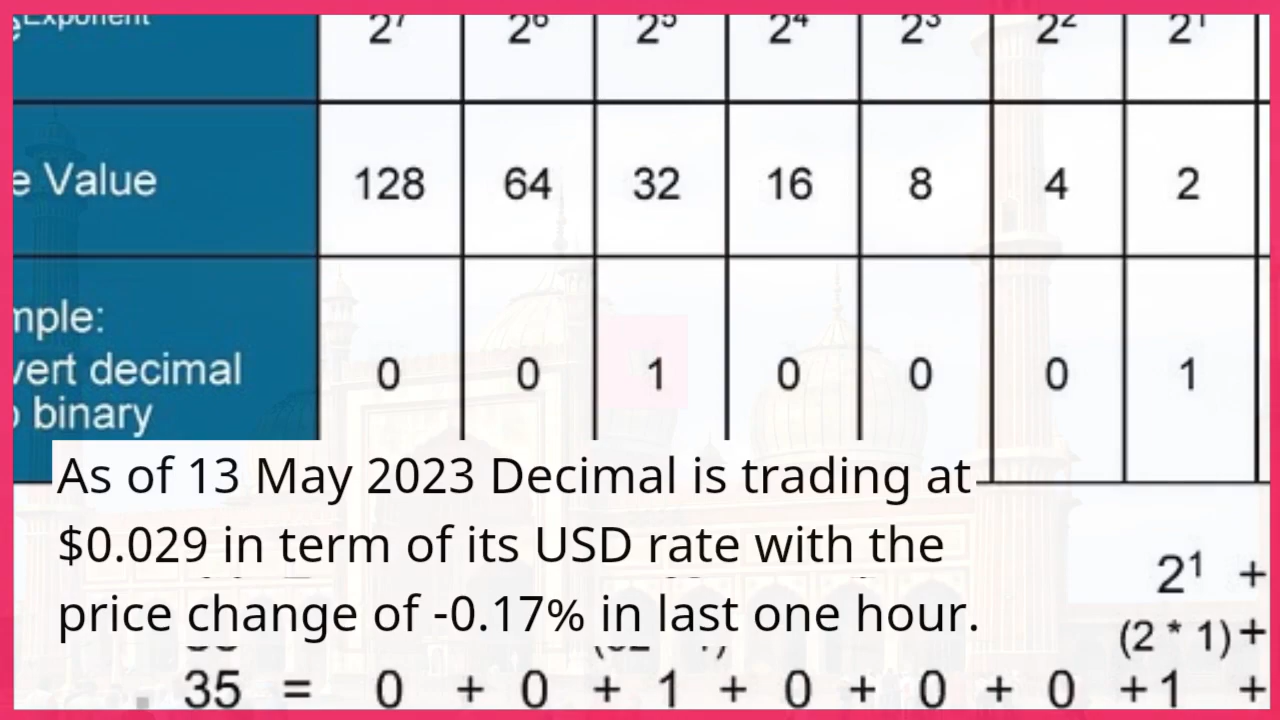 Exponent 2⁷ 2⁶ 2⁵ 2⁴ 2³ 2² 2¹
e Value 128 64 32 16 8 4 2
mple:
vert decimal 0 0 1 0 0 0 1
binary
As of 13 May 2023 Decimal is trading at
$0.029 in term of its USD rate with the
price change of -0.17% in last one hour.
2¹ +
(2 * 1) +
35 = 0 + 0 + 1 + 0 + 0 + 0 + 1 +